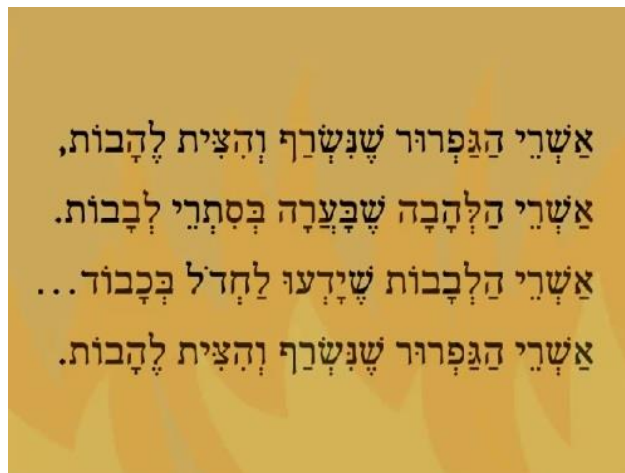 אַשְׁרֵי הַגַּפְרוּר שֶׁנִּשְׂרַף וְהִצִּית לֶהָבוֹת,
אַשְׁרֵי הַלְּהָבָה שֶׁבָּעֲרָה בְּסִתְרֵי לְבָבוֹת.
אַשְׁרֵי הַלְבָבוֹת שֶׁיָדְעוּ לַחְדֹל בְּכָבוֹד...
אַשְׁרֵי הַגַּפְרוּר שֶׁנִּשְׂרַף וְהִצִּית לֶהָבוֹת.